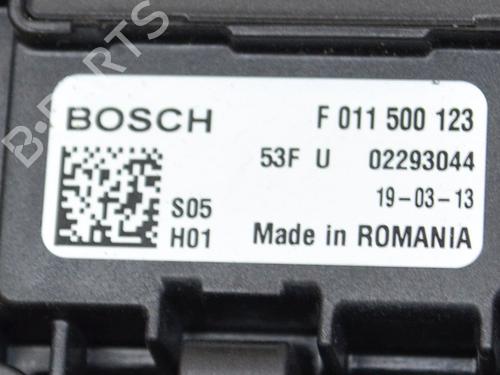 BOSCH F 011 500 123
53F U 02293044
S05 19-03-13
H01 Made in ROMANIA
B-PARTS